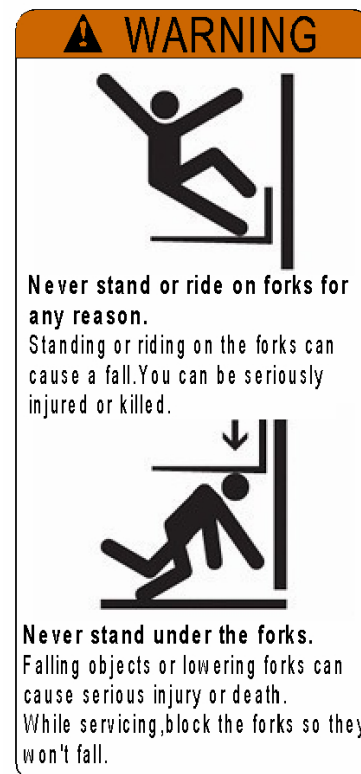 WARNING
Never stand or ride on forks for
any reason.
Standing or riding on the forks can
cause a fall.You can be seriously
injured or killed.
Never stand under the forks.
Falling objects or lowering forks can
cause serious injury or death.
While servicing,block the forks so they
won't fall.